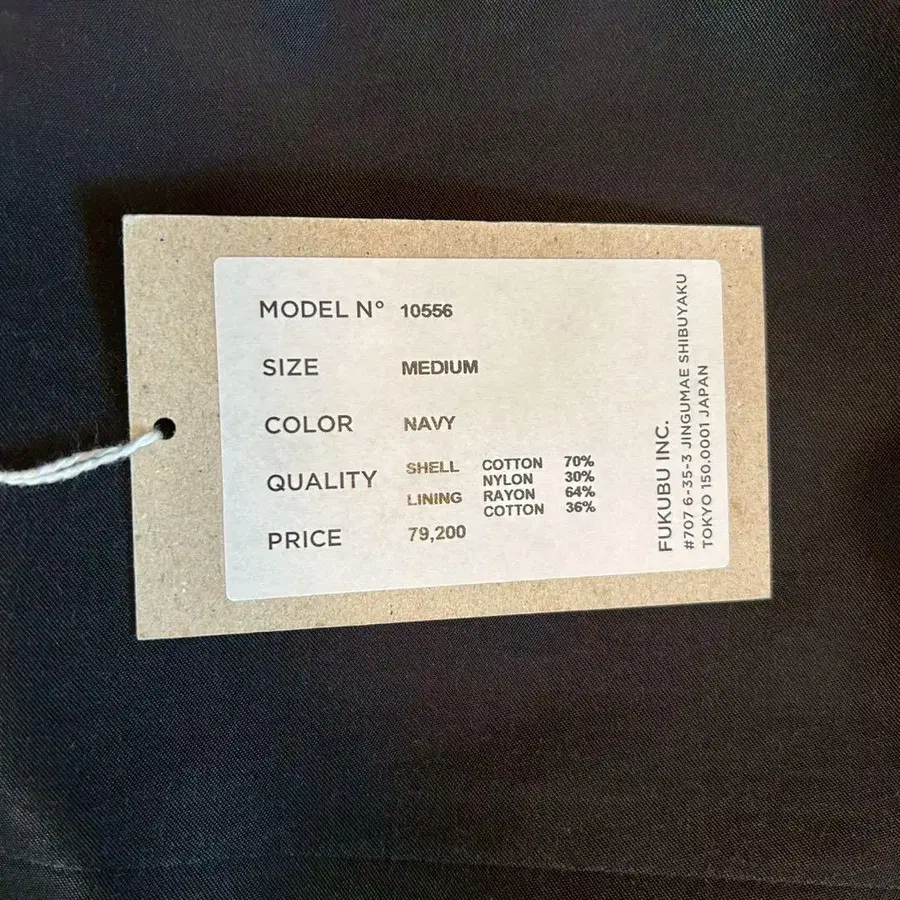 MODEL N° 10556
SIZE MEDIUM
COLOR NAVY
QUALITY SHELL COTTON 70%
NYLON 30%
LINING RAYON 64%
COTTON 36%
PRICE 79,200
FUKUBU INC.
#707 6-35-3 JINGUMAE SHIBUYAKU
TOKYO 150.0001 JAPAN